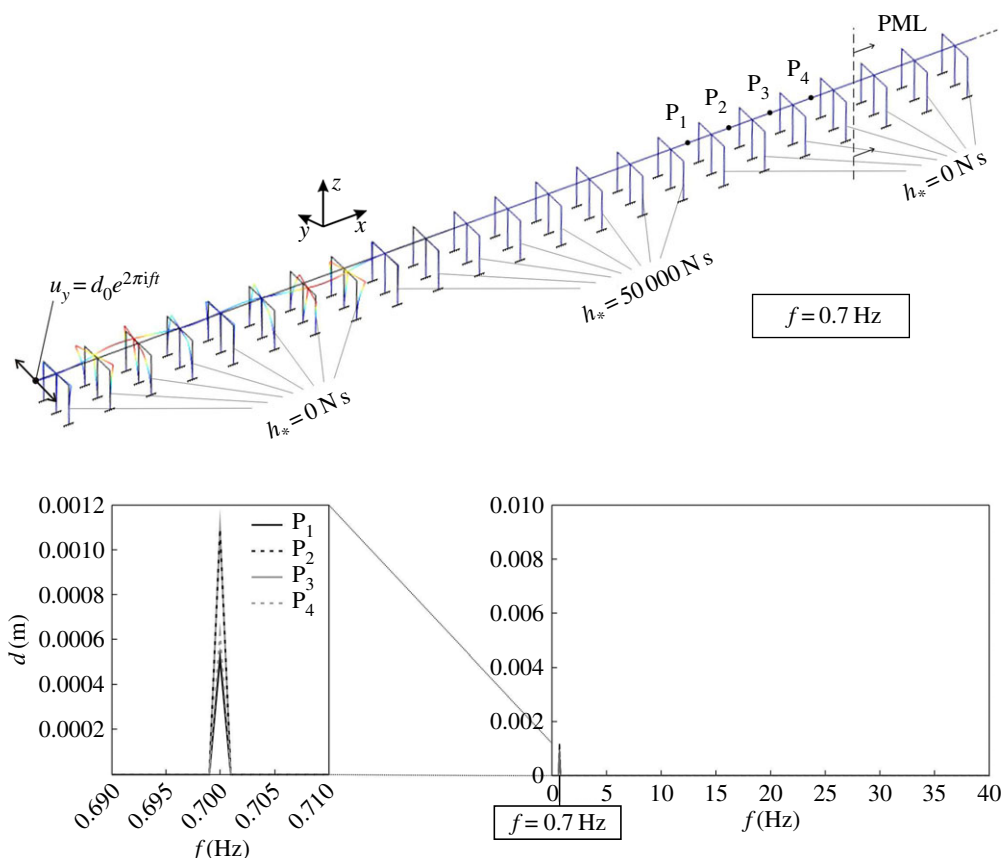 PML
P₄
P₃
P₂
P₁
z
y
x
h* = 0 N s
h* = 50 000 N s
u_y = d₀e^{2πift}
f = 0.7 Hz
h* = 0 N s
0.0012
0.0010
0.0008
0.0006
0.0004
0.0002
d (m)
P₁
P₂
P₃
P₄
0.690
0.695
0.700
0.705
0.710
f (Hz)
0.010
0.008
0.006
0.004
0.002
0
0
5
10
15
20
25
30
35
40
f = 0.7 Hz
f (Hz)